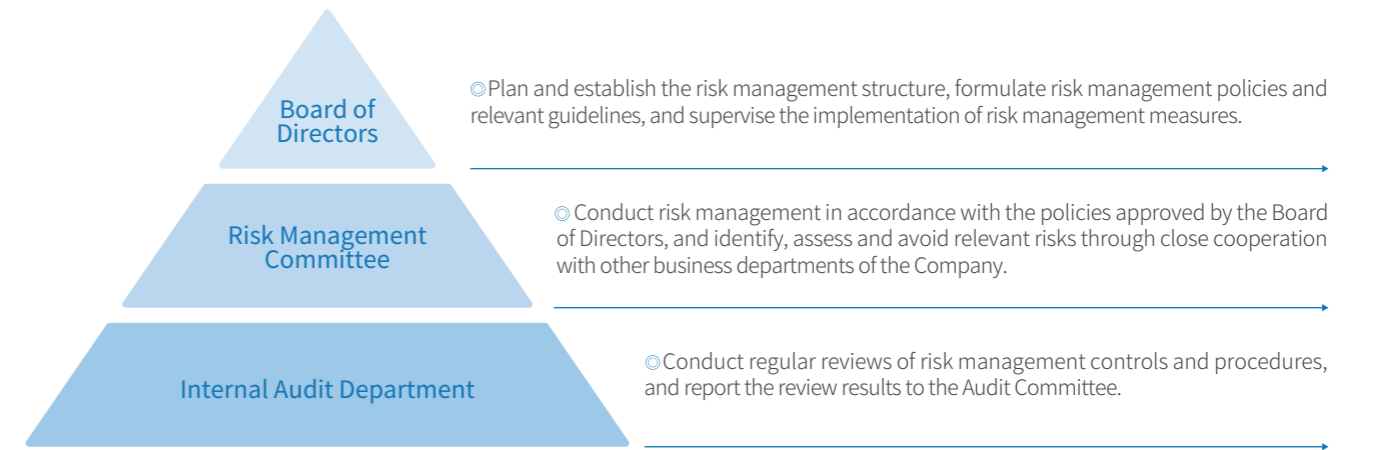 Board of
Directors
◎Plan and establish the risk management structure, formulate risk management policies and
relevant guidelines, and supervise the implementation of risk management measures.
Risk Management
Committee
◎ Conduct risk management in accordance with the policies approved by the Board
of Directors, and identify, assess and avoid relevant risks through close cooperation
with other business departments of the Company.
Internal Audit Department
◎Conduct regular reviews of risk management controls and procedures,
and report the review results to the Audit Committee.